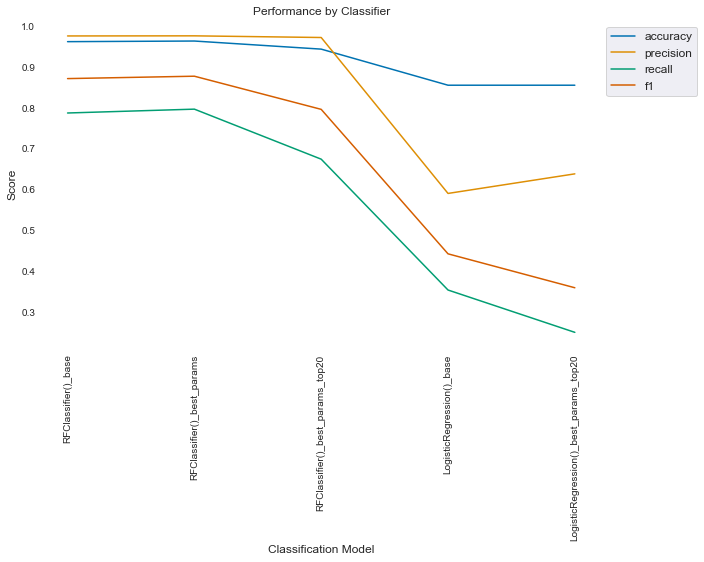 Performance by Classifier
1.0
0.9
0.8
0.7
0.6
0.5
0.4
0.3
Score
accuracy
precision
recall
f1
RFClassifier()_base
RFClassifier()_best_params
RFClassifier()_best_params_top20
LogisticRegression()_base
LogisticRegression()_best_params_top20
Classification Model